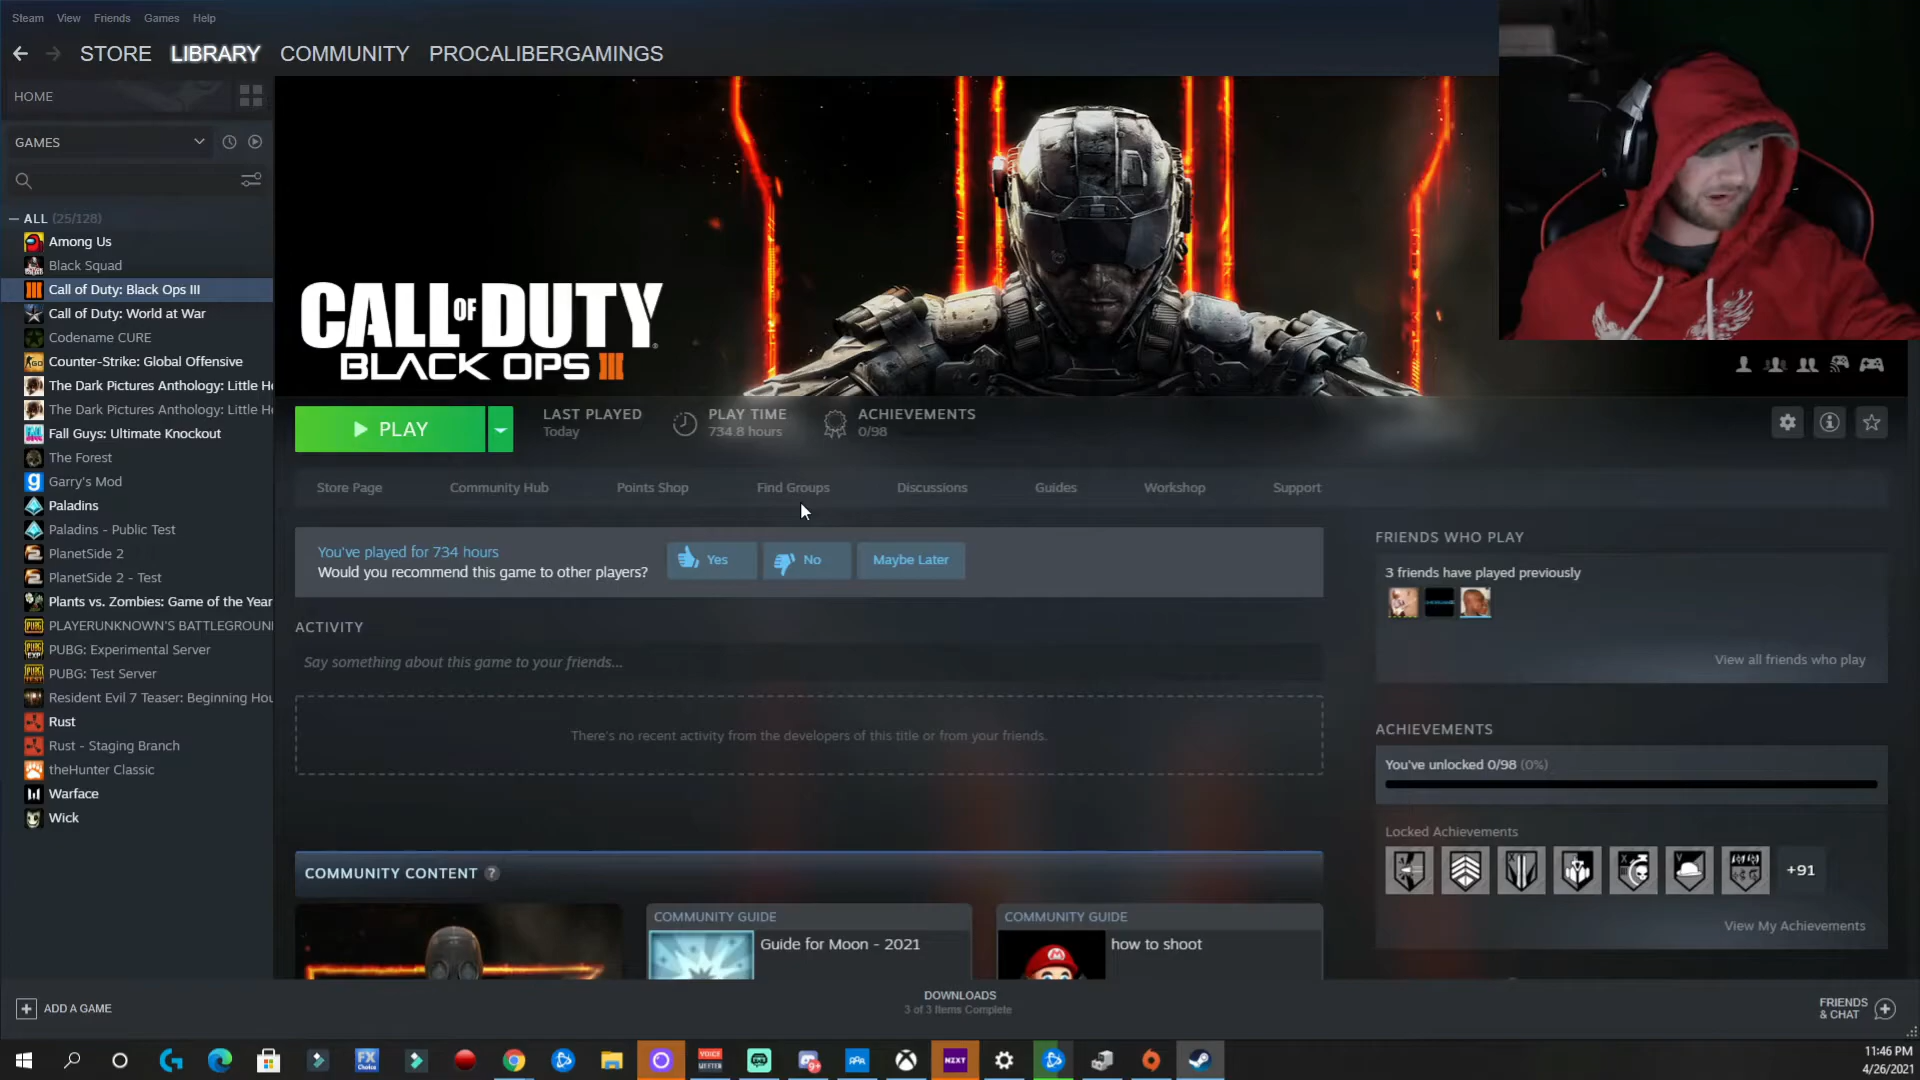 Steam View Friends Games Help
STORE LIBRARY COMMUNITY PROCALIBERGAMINGS
HOME
GAMES
ALL (25/128)
Among Us
Black Squad
Call of Duty: Black Ops III
Call of Duty: World at War
Codename CURE
Counter-Strike: Global Offensive
The Dark Pictures Anthology: Little H
The Dark Pictures Anthology: Little H
Fall Guys: Ultimate Knockout
The Forest
Garry's Mod
Paladins
Paladins - Public Test
PlanetSide 2
PlanetSide 2 - Test
Plants vs. Zombies: Game of the Year
PLAYERUNKNOWN'S BATTLEGROUN
PUBG: Experimental Server
PUBG: Test Server
Resident Evil 7 Teaser: Beginning Hou
Rust
Rust - Staging Branch
theHunter Classic
Warface
Wick
CALL OF DUTY
BLACK OPS III
PLAY
LAST PLAYED
Today
PLAY TIME
734.8 hours
ACHIEVEMENTS
0/98
Store Page Community Hub Points Shop Find Groups Discussions Guides Workshop Support
You've played for 734 hours
Would you recommend this game to other players?
Yes No Maybe Later
ACTIVITY
Say something about this game to your friends...
There's no recent activity from the developers of this title or from your friends.
COMMUNITY CONTENT ?
COMMUNITY GUIDE
Guide for Moon - 2021
COMMUNITY GUIDE
how to shoot
FRIENDS WHO PLAY
3 friends have played previously
View all friends who play
ACHIEVEMENTS
You've unlocked 0/98 (0%)
Locked Achievements
+91
View My Achievements
ADD A GAME
DOWNLOADS
3 of 3 Items Complete
FRIENDS
& CHAT
FX
Choice
VOICE
MEETER
NZXT
11:46 PM
4/26/2021